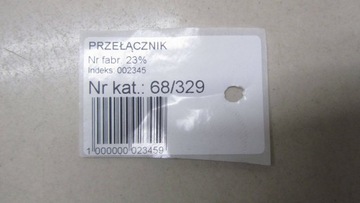 PRZEŁĄCZNIK
Nr fabr. 23%
Indeks: 002345
Nr kat.: 68/329
1 000000 023459